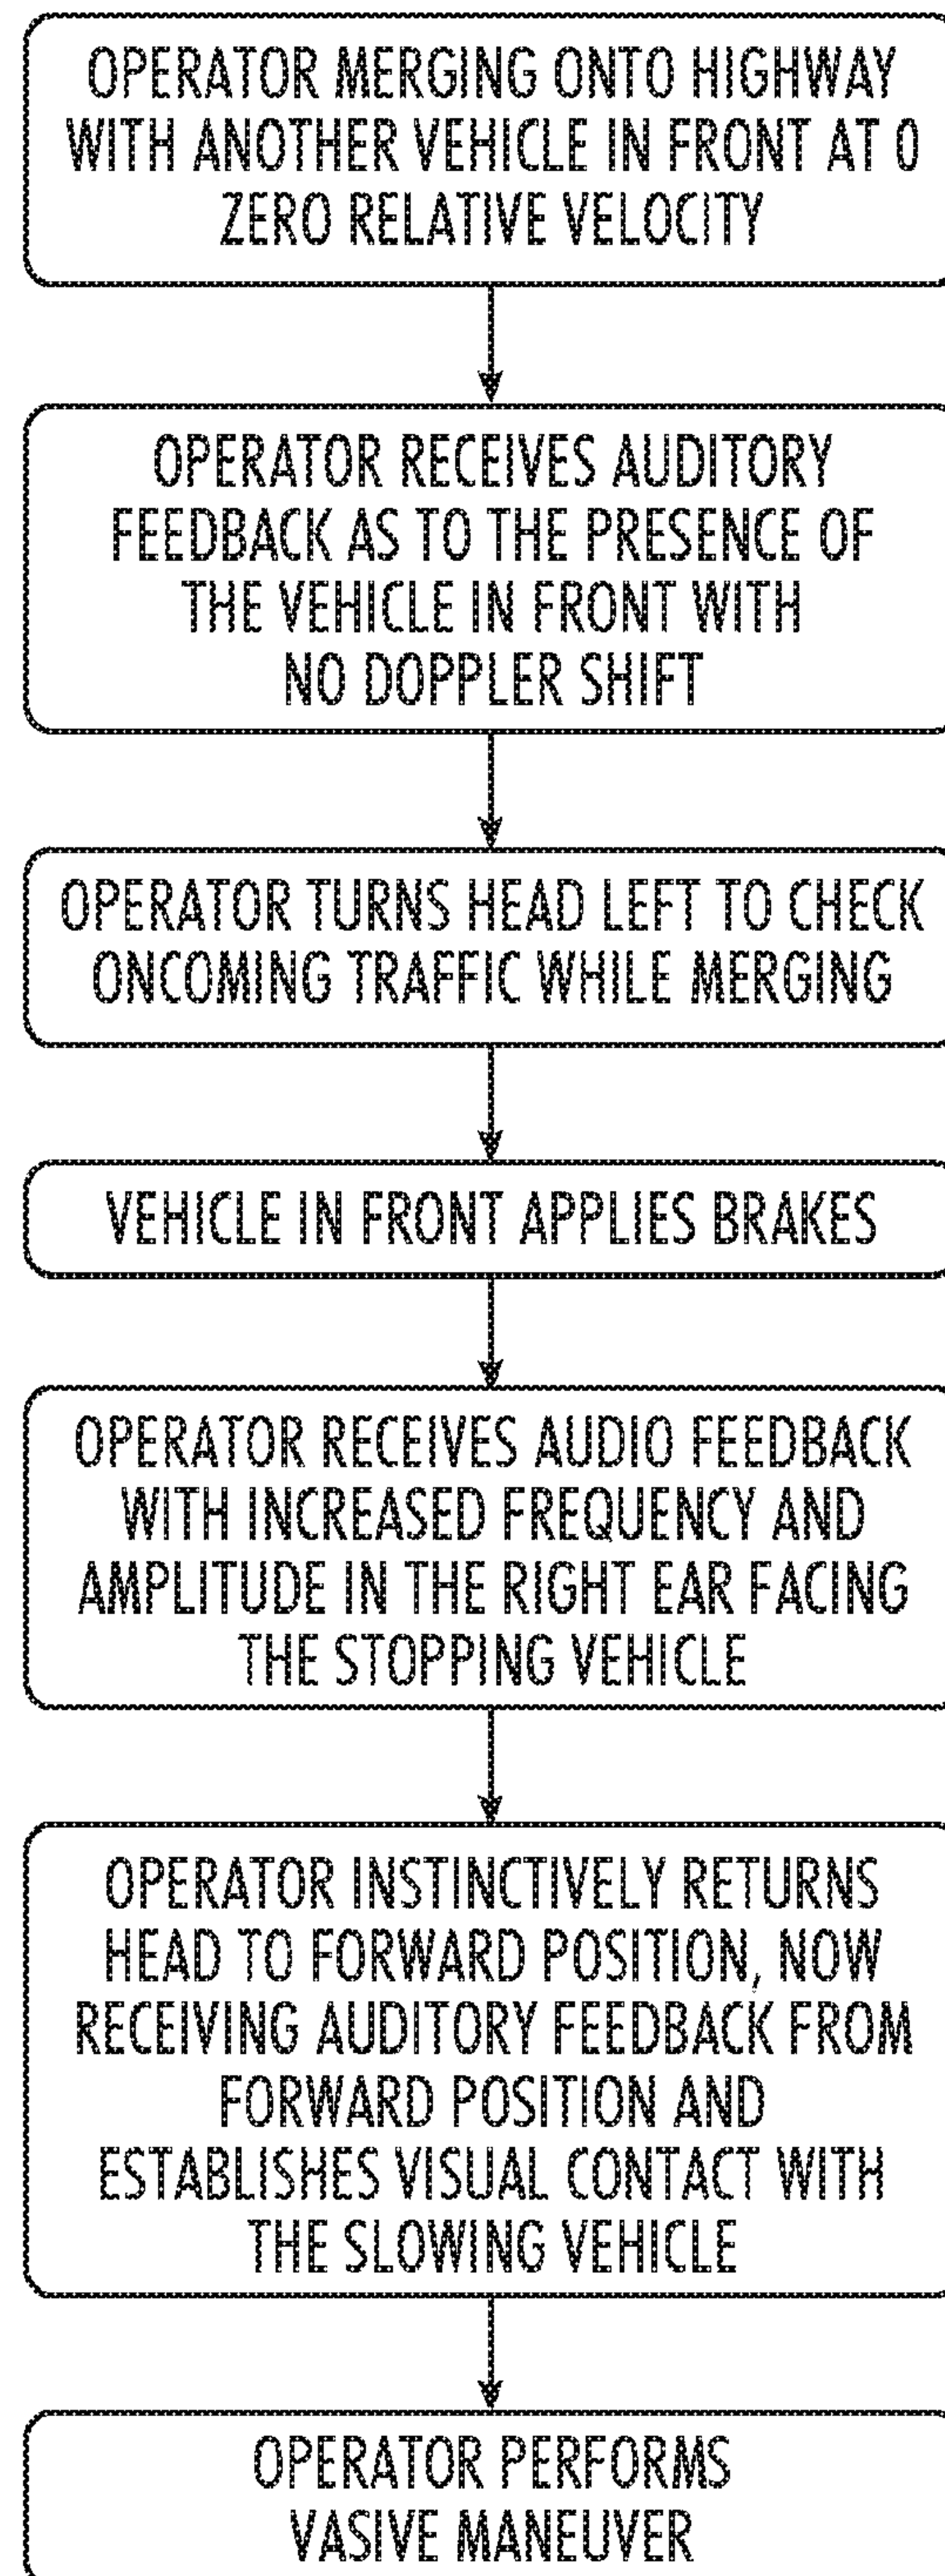 OPERATOR MERGING ONTO HIGHWAY
WITH ANOTHER VEHICLE IN FRONT AT 0
ZERO RELATIVE VELOCITY
OPERATOR RECEIVES AUDITORY
FEEDBACK AS TO THE PRESENCE OF
THE VEHICLE IN FRONT WITH
NO DOPPLER SHIFT
OPERATOR TURNS HEAD LEFT TO CHECK
ONCOMING TRAFFIC WHILE MERGING
VEHICLE IN FRONT APPLIES BRAKES
OPERATOR RECEIVES AUDIO FEEDBACK
WITH INCREASED FREQUENCY AND
AMPLITUDE IN THE RIGHT EAR FACING
THE STOPPING VEHICLE
OPERATOR INSTINCTIVELY RETURNS
HEAD TO FORWARD POSITION, NOW
RECEIVING AUDITORY FEEDBACK FROM
FORWARD POSITION AND
ESTABLISHES VISUAL CONTACT WITH
THE SLOWING VEHICLE
OPERATOR PERFORMS
VASIVE MANEUVER